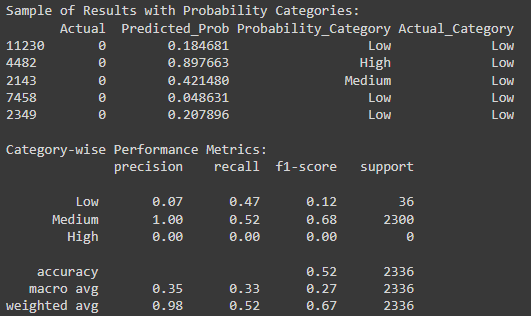 Sample of Results with Probability Categories:
Actual Predicted_Prob Probability_Category Actual_Category
11230 0 0.184681 Low Low
4482 0 0.897663 High Low
2143 0 0.421480 Medium Low
7458 0 0.048631 Low Low
2349 0 0.207896 Low Low
Category-wise Performance Metrics:
precision recall f1-score support
Low 0.07 0.47 0.12 36
Medium 1.00 0.52 0.68 2300
High 0.00 0.00 0.00 0
accuracy 0.52 2336
macro avg 0.35 0.33 0.27 2336
weighted avg 0.98 0.52 0.67 2336